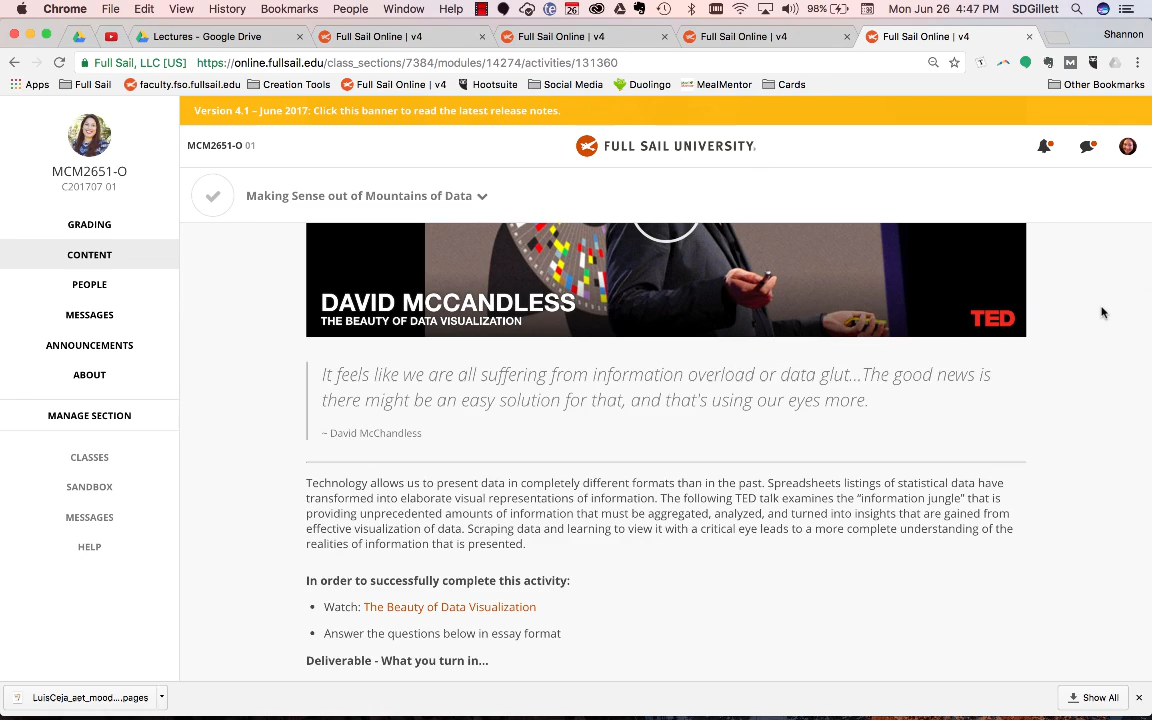 Chrome File Edit View History Bookmarks People Window Help 26 98% Mon Jun 26 4:47 PM SDGillett
Lectures - Google Drive Full Sail Online | v4 Full Sail Online | v4 Full Sail Online | v4 Full Sail Online | v4 Shannon
Full Sail, LLC [US] https://online.fullsail.edu/class_sections/7384/modules/14274/activities/131360
Apps Full Sail faculty.fso.fullsail.edu Creation Tools Full Sail Online | v4 Hootsuite Social Media Duolingo MealMentor Cards Other Bookmarks
Version 4.1 – June 2017: Click this banner to read the latest release notes.
MCM2651-O 01
FULL SAIL UNIVERSITY.
MCM2651-O
C201707 01
GRADING
CONTENT
PEOPLE
MESSAGES
ANNOUNCEMENTS
ABOUT
MANAGE SECTION
CLASSES
SANDBOX
MESSAGES
HELP
Making Sense out of Mountains of Data
DAVID MCCANDLESS
THE BEAUTY OF DATA VISUALIZATION
TED
It feels like we are all suffering from information overload or data glut...The good news is
there might be an easy solution for that, and that's using our eyes more.
~ David McChandless
Technology allows us to present data in completely different formats than in the past. Spreadsheets listings of statistical data have
transformed into elaborate visual representations of information. The following TED talk examines the “information jungle” that is
providing unprecedented amounts of information that must be aggregated, analyzed, and turned into insights that are gained from
effective visualization of data. Scraping data and learning to view it with a critical eye leads to a more complete understanding of the
realities of information that is presented.
In order to successfully complete this activity:
• Watch: The Beauty of Data Visualization
• Answer the questions below in essay format
Deliverable - What you turn in...
LuisCeja_aet_mood....pages
Show All